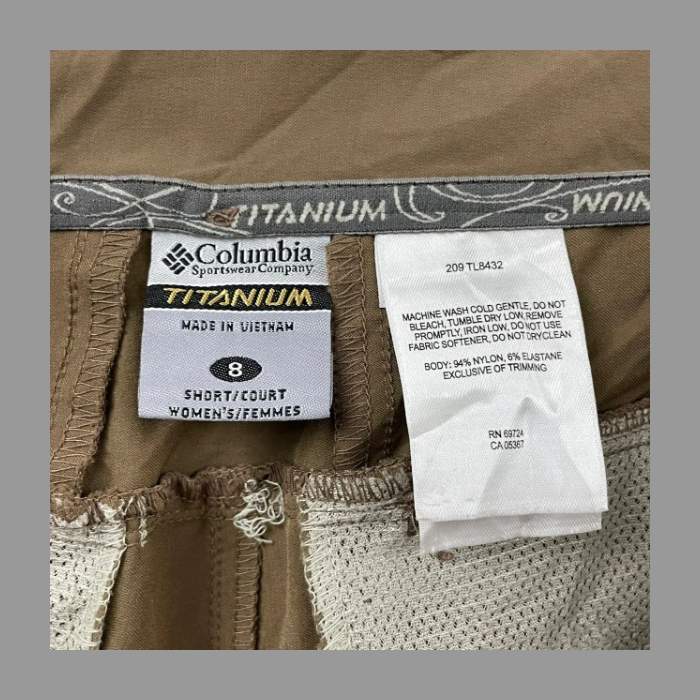 TITANIUM
Columbia
Sportswear Company
TITANIUM
MADE IN VIETNAM
8
SHORT/COURT
WOMEN'S/FEMMES
209 TL8432
MACHINE WASH COLD GENTLE, DO NOT
BLEACH, TUMBLE DRY LOW, REMOVE
PROMPTLY, IRON LOW, DO NOT USE
FABRIC SOFTENER, DO NOT DRYCLEAN
BODY: 94% NYLON, 6% ELASTANE
EXCLUSIVE OF TRIMMING
RN 69724
CA 05367